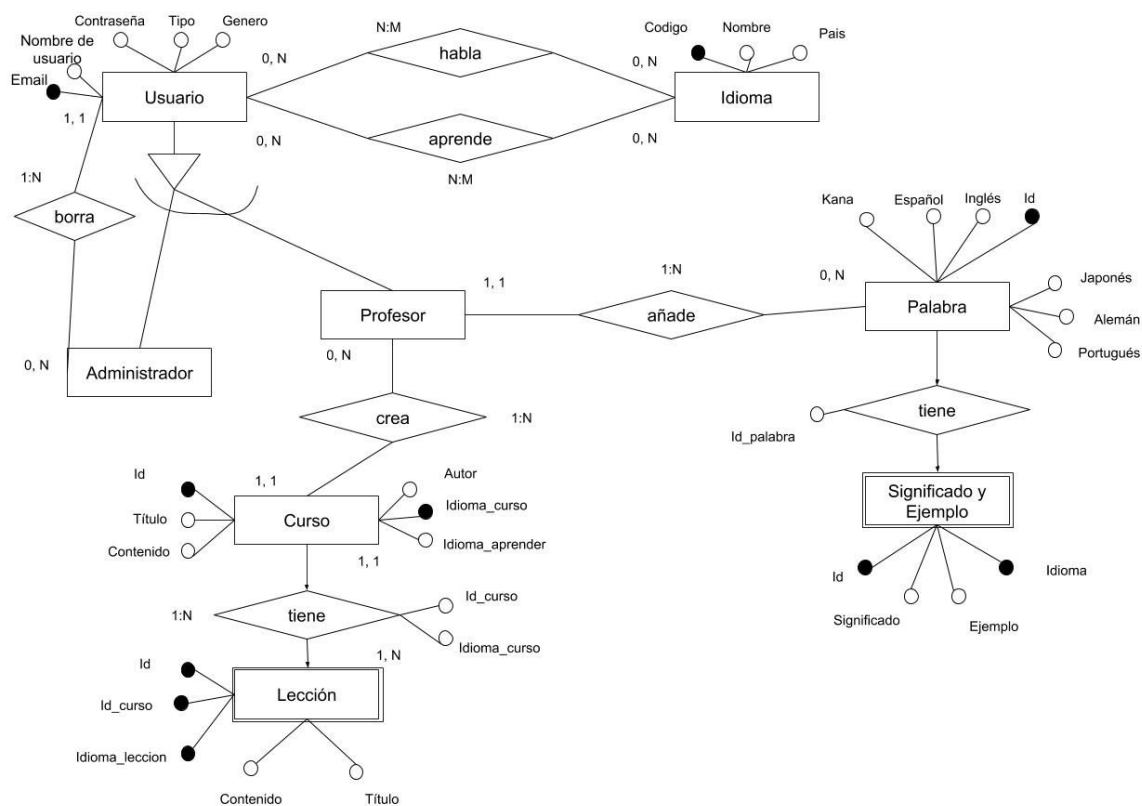 Contraseña
Tipo
Genero
Nombre de
usuario
Email
Usuario
1, 1
0, N
0, N
N:M
habla
aprende
N:M
0, N
0, N
Codigo
Nombre
Pais
Idioma
1:N
borra
0, N
Administrador
Profesor
1, 1
1:N
añade
0, N
Kana
Español
Inglés
Id
Palabra
Japonés
Alemán
Portugués
0, N
crea
1:N
1, 1
tiene
Id_palabra
Significado y
Ejemplo
Id
Significado
Ejemplo
Idioma
Id
Título
Contenido
Curso
Autor
Idioma_curso
Idioma_aprender
1, 1
1:N
tiene
Id_curso
Idioma_curso
1, N
Id
Id_curso
Idioma_leccion
Lección
Contenido
Título